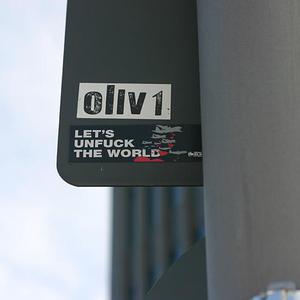 oliv1
LET'S
UNFUCK
THE WORLD